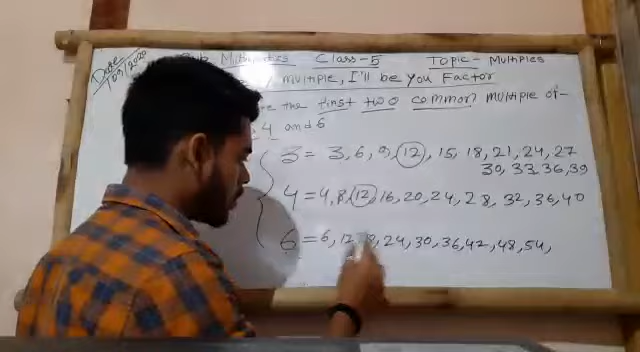 Date
/09/2020
Sub- Mathematics Class-5 Topic- Multiples
multiple, I'll be you Factor
the first two common multiple of-
4 and 6
3 = 3, 6, 9, 12, 15, 18, 21, 24, 27
30, 33, 36, 39
4 = 4, 8, 12, 16, 20, 24, 28, 32, 36, 40
6 = 6, 12, 18, 24, 30, 36, 42, 48, 54,